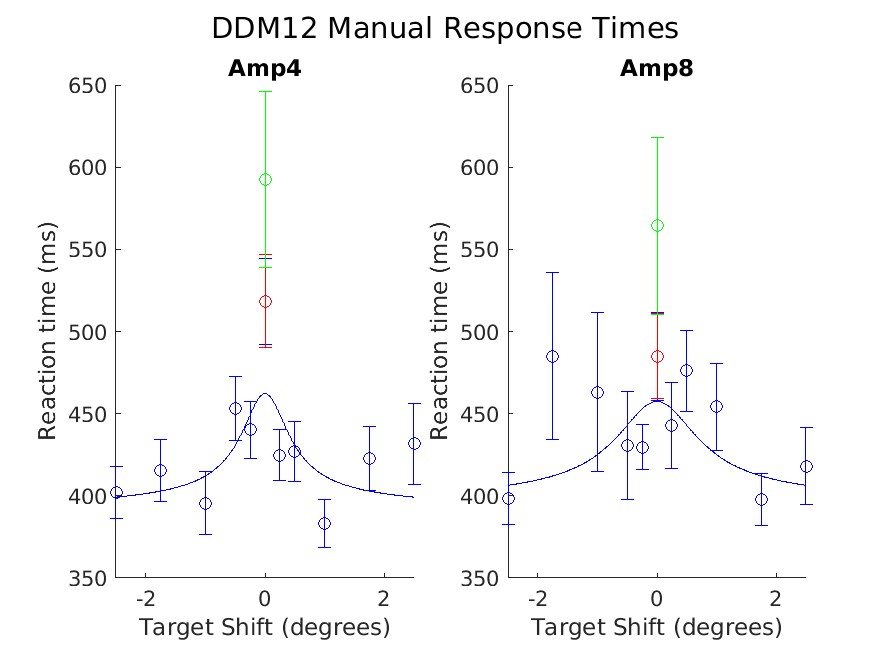 DDM12 Manual Response Times
Amp4
Reaction time (ms)
650
600
550
500
450
400
350
-2 0 2
Target Shift (degrees)
Amp8
Reaction time (ms)
650
600
550
500
450
400
350
-2 0 2
Target Shift (degrees)